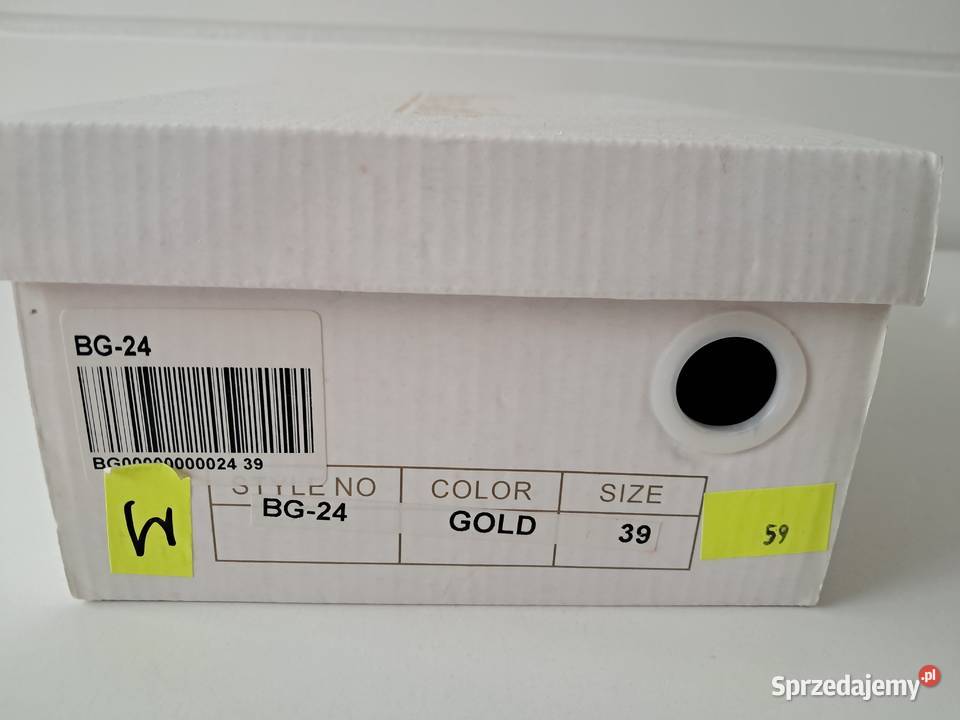 BG-24
BG00000000024 39
STYLE NO COLOR SIZE
BG-24 GOLD 39
59
Sprzedajemy.pl